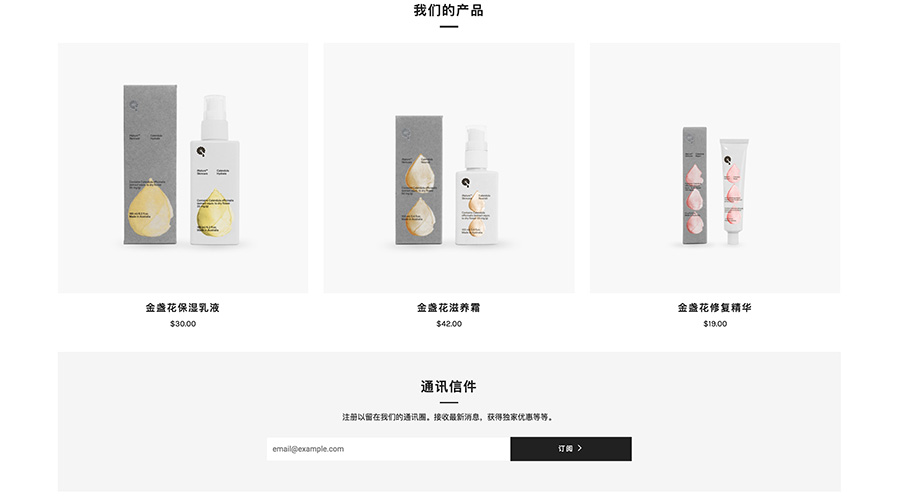 我们的产品
金盏花保湿乳液
$30.00
金盏花滋养霜
$42.00
金盏花修复精华
$19.00
通讯信件
注册以留在我们的通讯圈。接收最新消息，获得独家优惠等等。
email@example.com
订阅